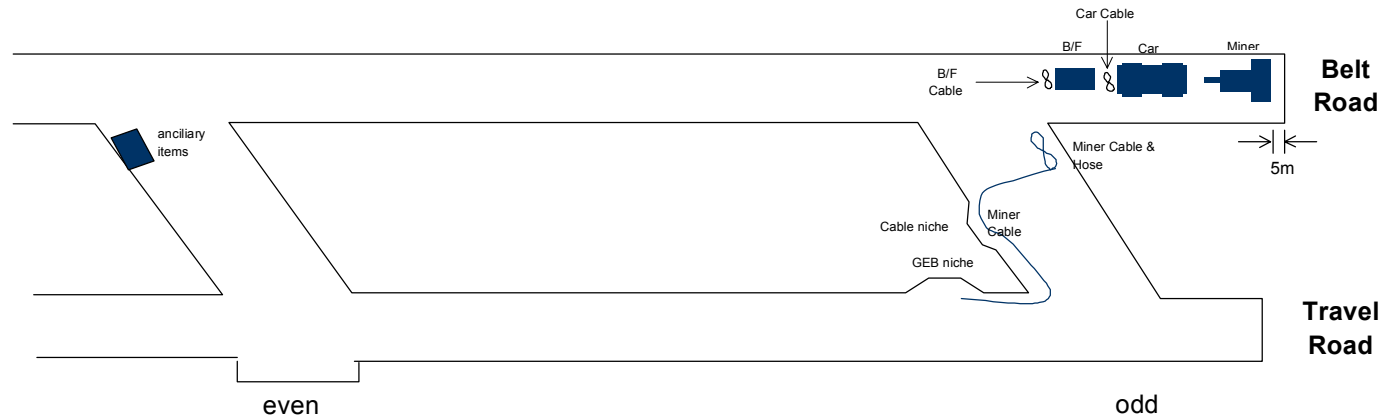 Car Cable
B/F
Car
Miner
B/F
Cable
Belt
Road
anciliary
items
Miner Cable &
Hose
5m
Cable niche
Miner
Cable
GEB niche
Travel
Road
even
odd